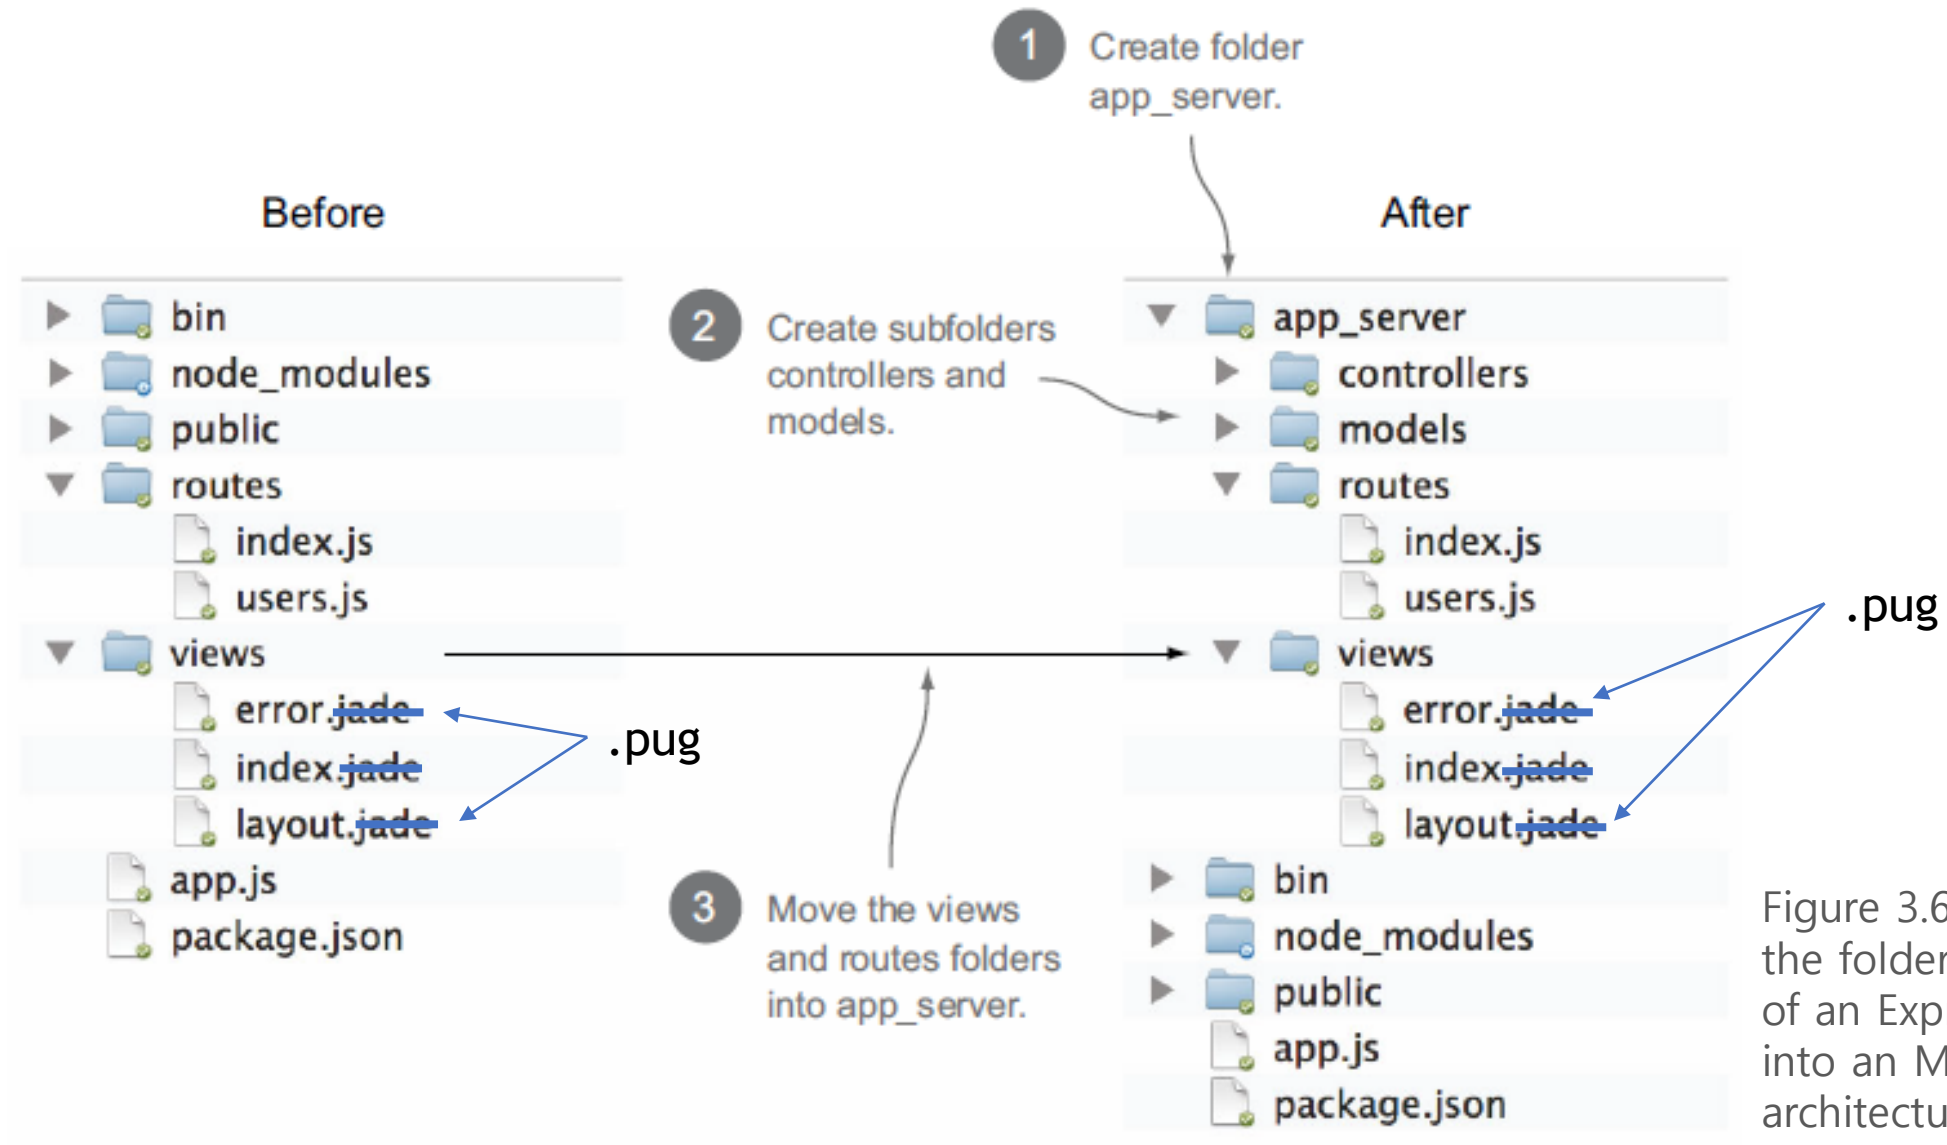 1
Create folder
app_server.
Before
After
bin
node_modules
public
routes
index.js
users.js
views
error.jade
index.jade
layout.jade
app.js
package.json
.pug
2
Create subfolders
controllers and
models.
3
Move the views
and routes folders
into app_server.
app_server
controllers
models
routes
index.js
users.js
views
error.jade
index.jade
layout.jade
bin
node_modules
public
app.js
package.json
.pug
Figure 3.6
the folder
of an Exp
into an M
architectu